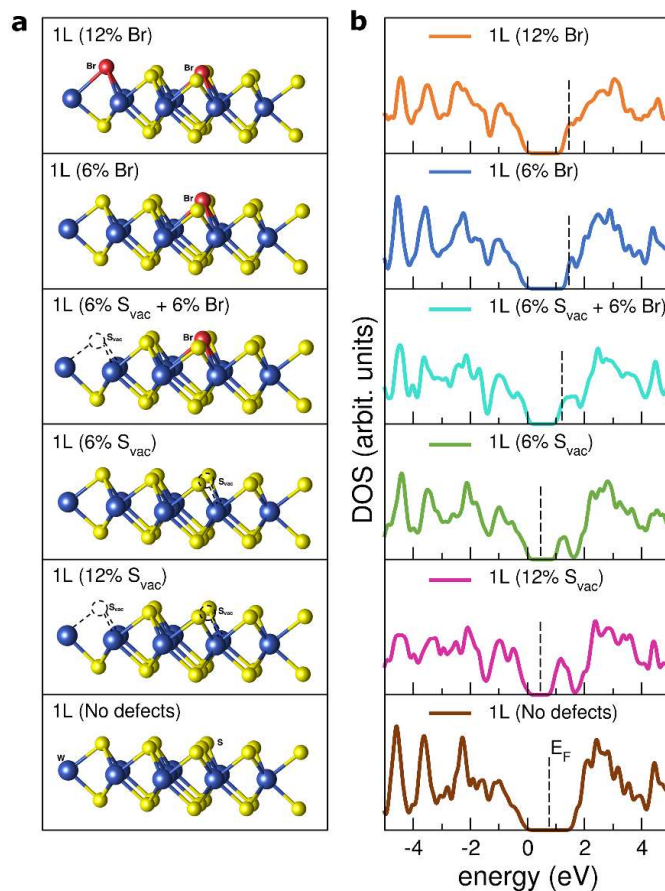 a
1L (12% Br)
Br
Br
1L (6% Br)
Br
1L (6% Svac + 6% Br)
Svac
Br
1L (6% Svac)
Svac
1L (12% Svac)
Svac
Svac
1L (No defects)
W
S
b
1L (12% Br)
1L (6% Br)
1L (6% Svac + 6% Br)
1L (6% Svac)
1L (12% Svac)
1L (No defects)
EF
DOS (arbit. units)
-4 -2 0 2 4
energy (eV)